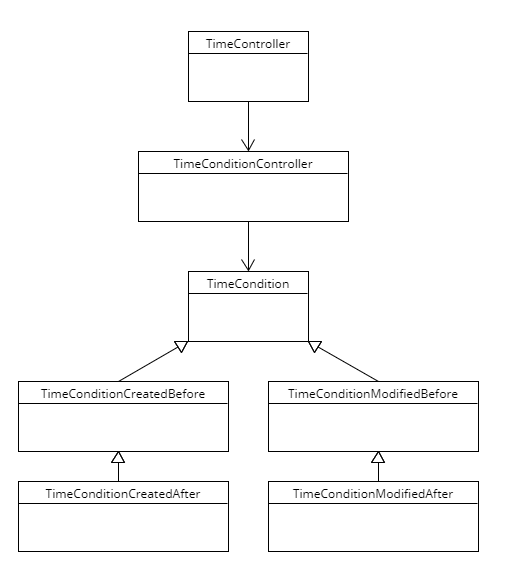 TimeController
TimeConditionController
TimeCondition
TimeConditionCreatedBefore
TimeConditionModifiedBefore
TimeConditionCreatedAfter
TimeConditionModifiedAfter